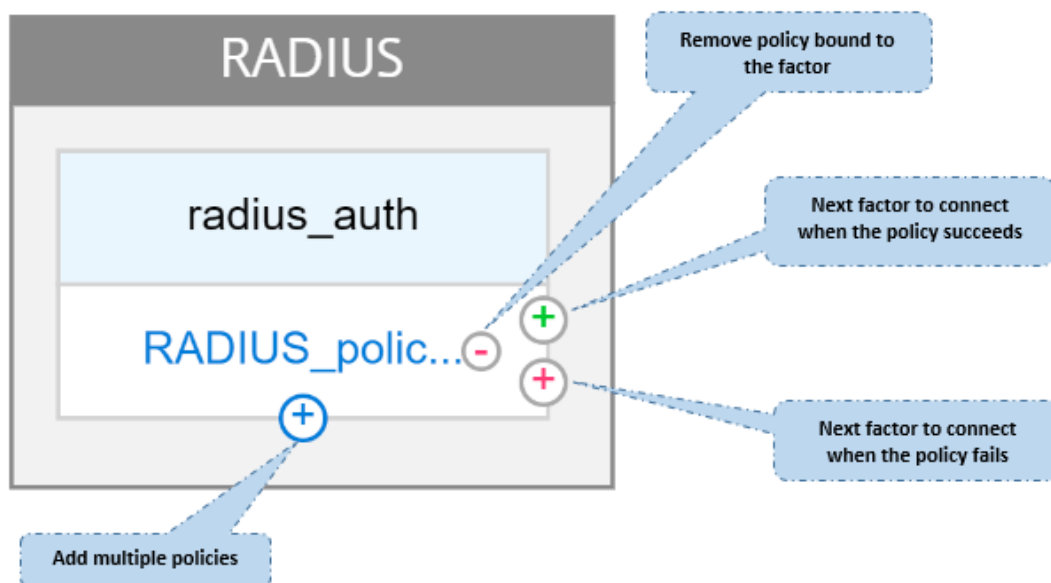 RADIUS
Remove policy bound to
the factor
radius_auth
Next factor to connect
when the policy succeeds
RADIUS_polic...
-
+
+
+
Next factor to connect
when the policy fails
Add multiple policies